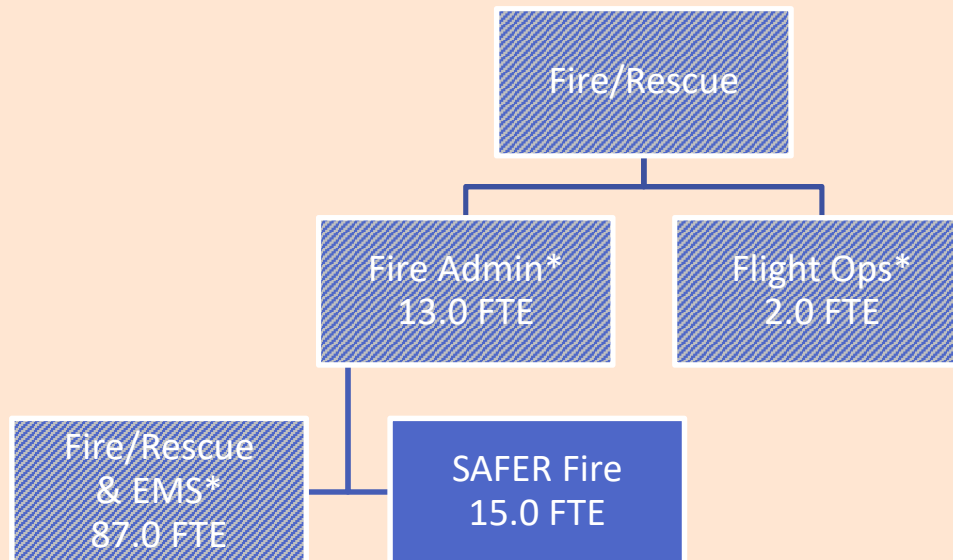 Fire/Rescue
Fire Admin*
13.0 FTE
Flight Ops*
2.0 FTE
Fire/Rescue
& EMS*
87.0 FTE
SAFER Fire
15.0 FTE